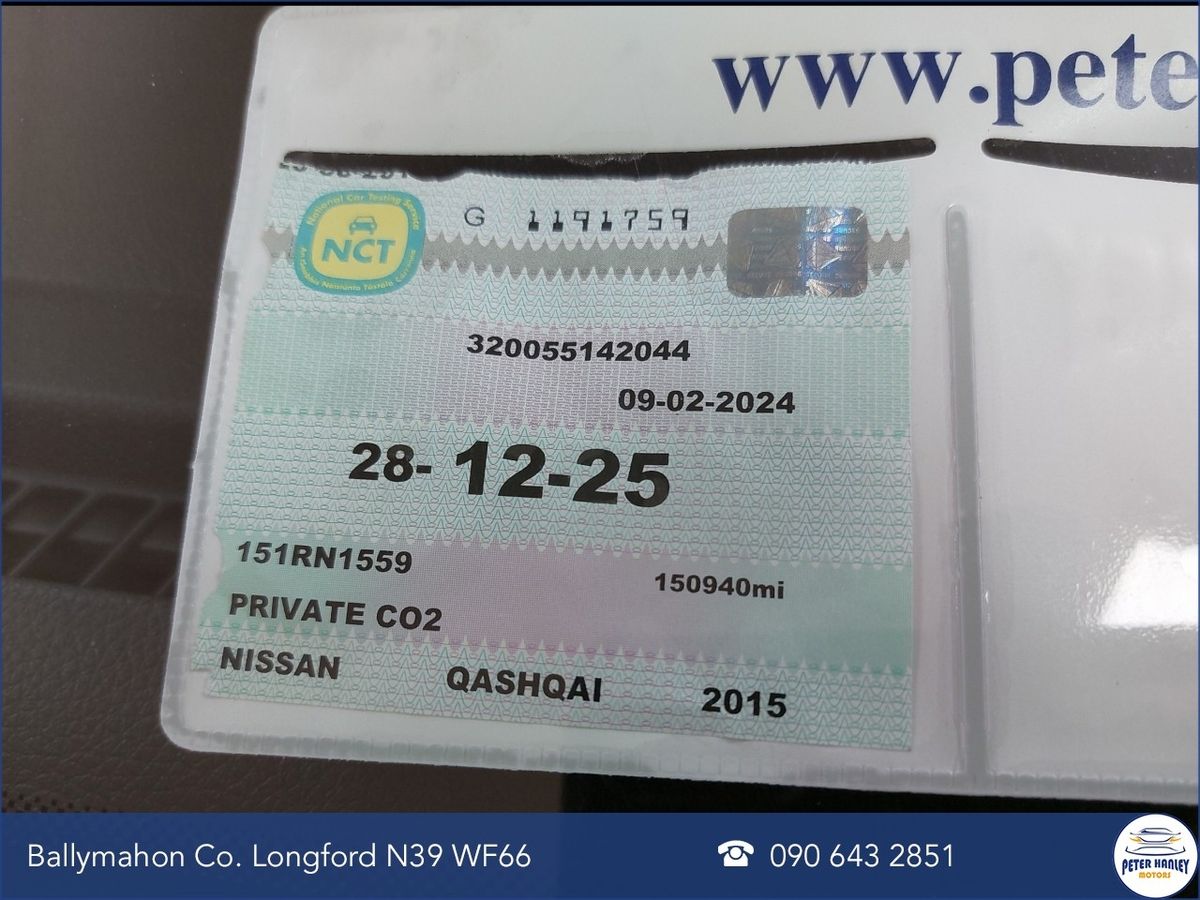 www.pete
National Car Testing Service
NCT
G 1191759
320055142044
09-02-2024
28-12-25
151RN1559
150940mi
PRIVATE CO2
NISSAN QASHQAI 2015
Ballymahon Co. Longford N39 WF66
090 643 2851
PETER HANLEY
MOTORS